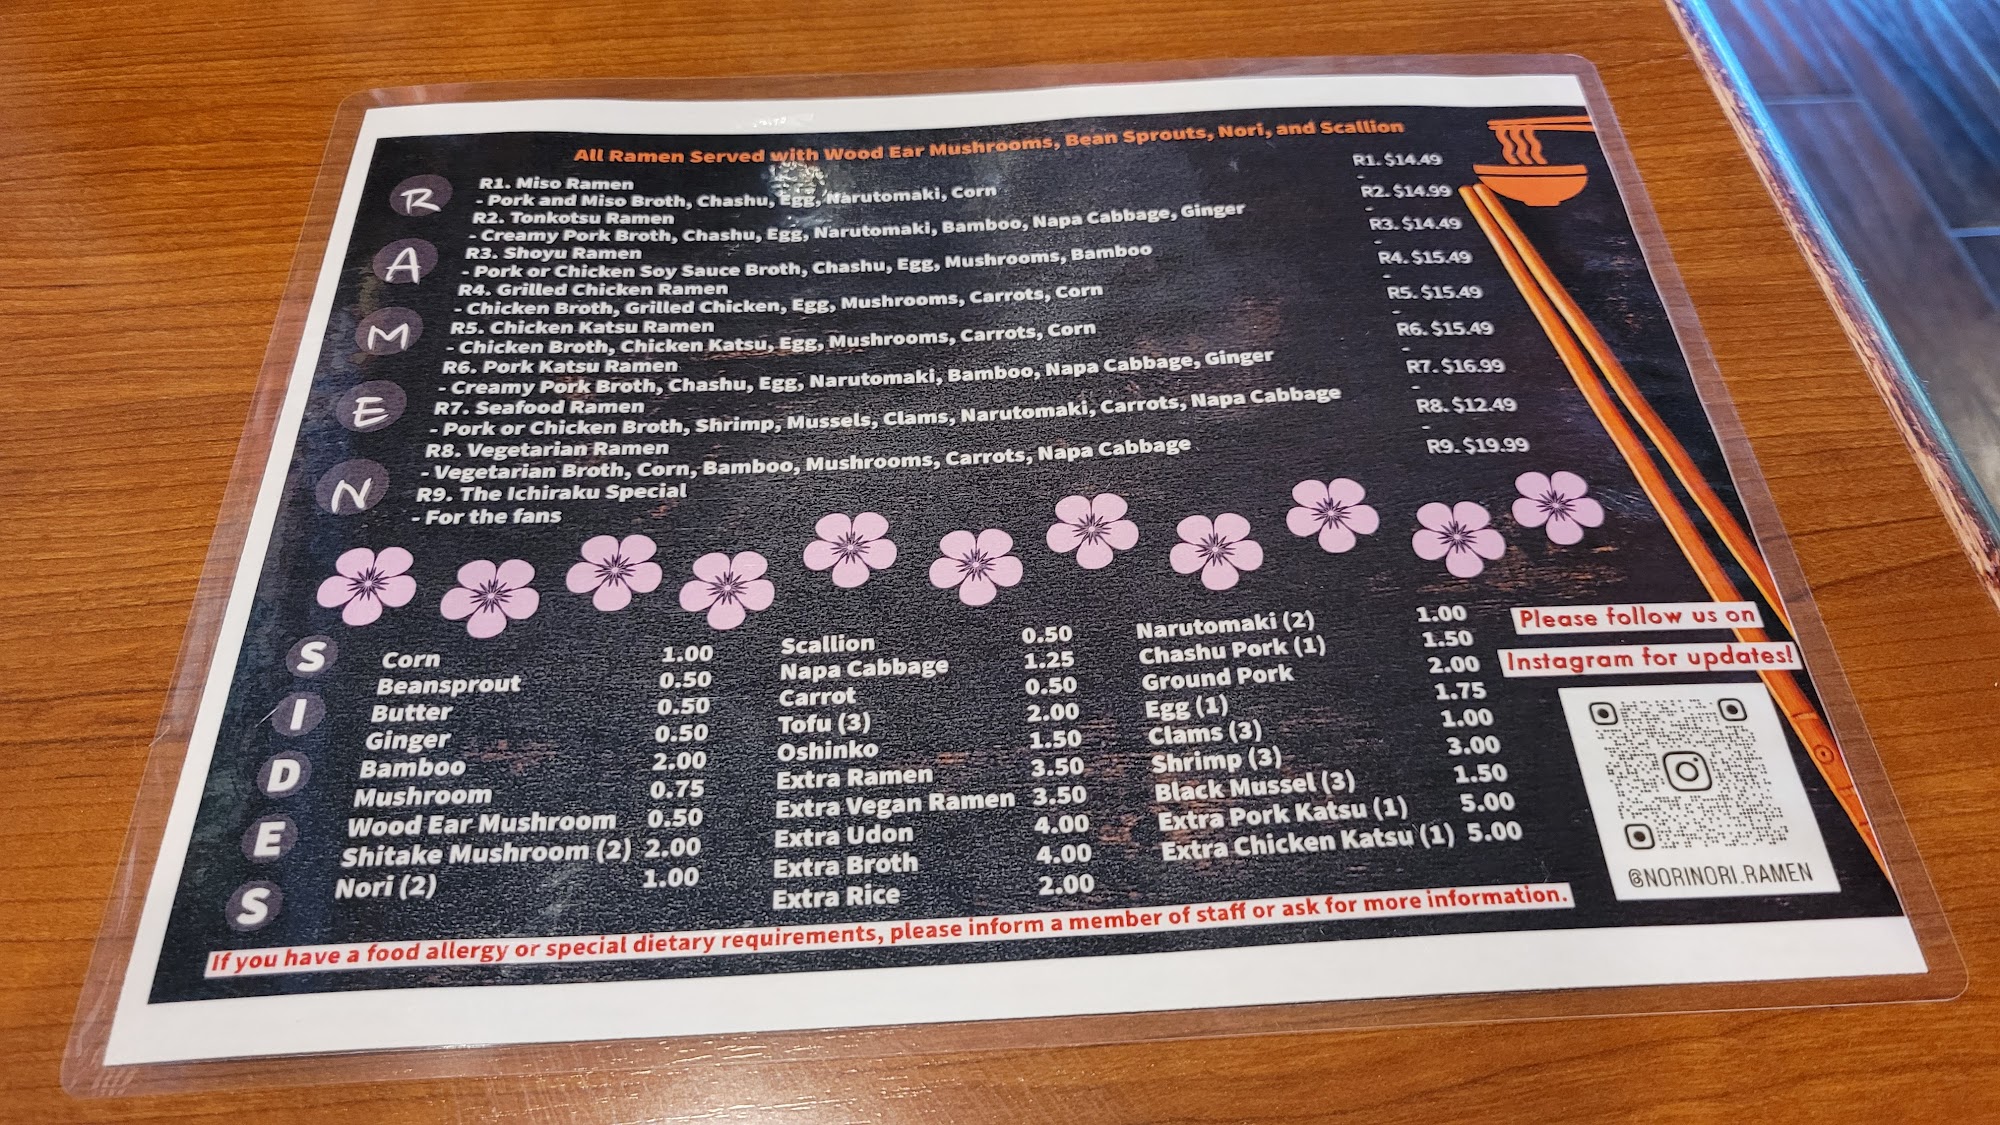 All Ramen Served with Wood Ear Mushrooms, Bean Sprouts, Nori, and Scallion
RAMEN
R1. Miso Ramen
- Pork and Miso Broth, Chashu, Egg, Narutomaki, Corn
R2. Tonkotsu Ramen
- Creamy Pork Broth, Chashu, Egg, Narutomaki, Bamboo, Napa Cabbage, Ginger
R3. Shoyu Ramen
- Pork or Chicken Soy Sauce Broth, Chashu, Egg, Mushrooms, Bamboo
R4. Grilled Chicken Ramen
- Chicken Broth, Grilled Chicken, Egg, Mushrooms, Carrots, Corn
R5. Chicken Katsu Ramen
- Chicken Broth, Chicken Katsu, Egg, Mushrooms, Carrots, Corn
R6. Pork Katsu Ramen
- Creamy Pork Broth, Chashu, Egg, Narutomaki, Bamboo, Napa Cabbage, Ginger
R7. Seafood Ramen
- Pork or Chicken Broth, Shrimp, Mussels, Clams, Narutomaki, Carrots, Napa Cabbage
R8. Vegetarian Ramen
- Vegetarian Broth, Corn, Bamboo, Mushrooms, Carrots, Napa Cabbage
R9. The Ichiraku Special
- For the fans
R1. $14.49
-
R2. $14.99
-
R3. $14.49
-
R4. $15.49
-
R5. $15.49
-
R6. $15.49
-
R7. $16.99
-
R8. $12.49
-
R9. $19.99
SIDES
Corn 1.00
Beansprout 0.50
Butter 0.50
Ginger 0.50
Bamboo 2.00
Mushroom 0.75
Wood Ear Mushroom 0.50
Shitake Mushroom (2) 2.00
Nori (2) 1.00
Scallion 0.50
Napa Cabbage 1.25
Carrot 0.50
Tofu (3) 2.00
Oshinko 1.50
Extra Ramen 3.50
Extra Vegan Ramen 3.50
Extra Udon 4.00
Extra Broth 4.00
Extra Rice 2.00
Narutomaki (2) 1.00
Chashu Pork (1) 1.50
Ground Pork 2.00
Egg (1) 1.75
Clams (3) 1.00
Shrimp (3) 3.00
Black Mussel (3) 1.50
Extra Pork Katsu (1) 5.00
Extra Chicken Katsu (1) 5.00
Please follow us on
Instagram for updates!
@NORINORI.RAMEN
If you have a food allergy or special dietary requirements, please inform a member of staff or ask for more information.